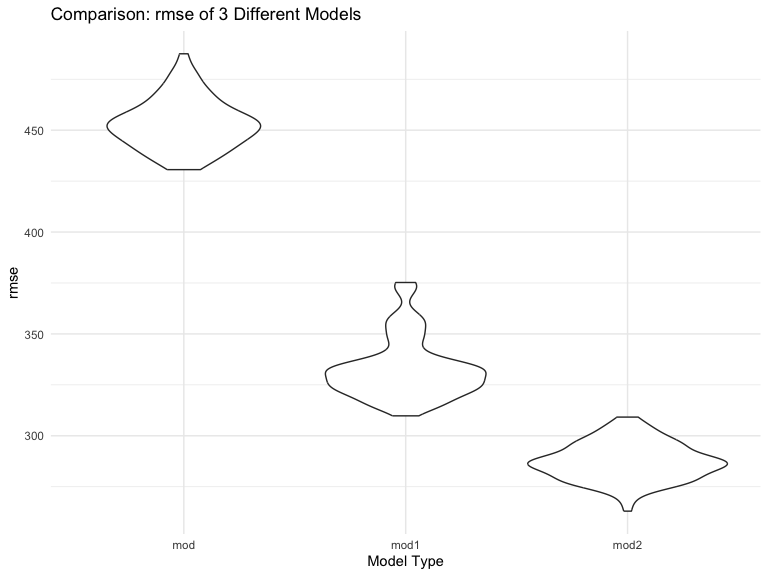 Comparison: rmse of 3 Different Models
rmse
450
400
350
300
mod
mod1
mod2
Model Type